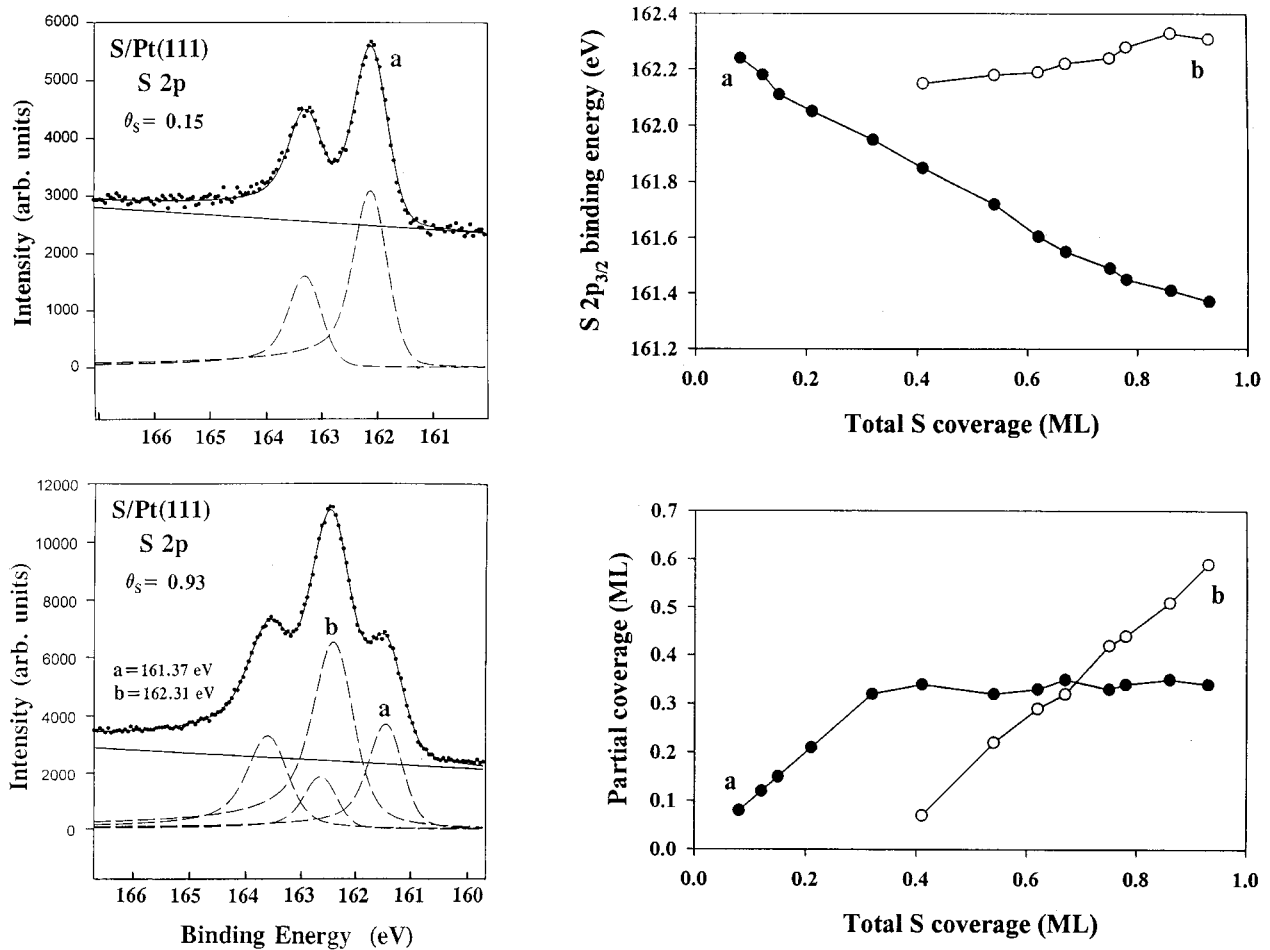 6000
5000
4000
3000
2000
1000
0
Intensity (arb. units)
S/Pt(111)
S 2p
θS= 0.15
a
166 165 164 163 162 161
162.4
162.2
162.0
161.8
161.6
161.4
161.2
S 2p3/2 binding energy (eV)
a
b
0.0 0.2 0.4 0.6 0.8 1.0
Total S coverage (ML)
12000
10000
8000
6000
4000
2000
0
Intensity (arb. units)
S/Pt(111)
S 2p
θS= 0.93
a=161.37 eV
b=162.31 eV
b
a
166 165 164 163 162 161 160
Binding Energy (eV)
0.7
0.6
0.5
0.4
0.3
0.2
0.1
0.0
Partial coverage (ML)
a
b
0.0 0.2 0.4 0.6 0.8 1.0
Total S coverage (ML)